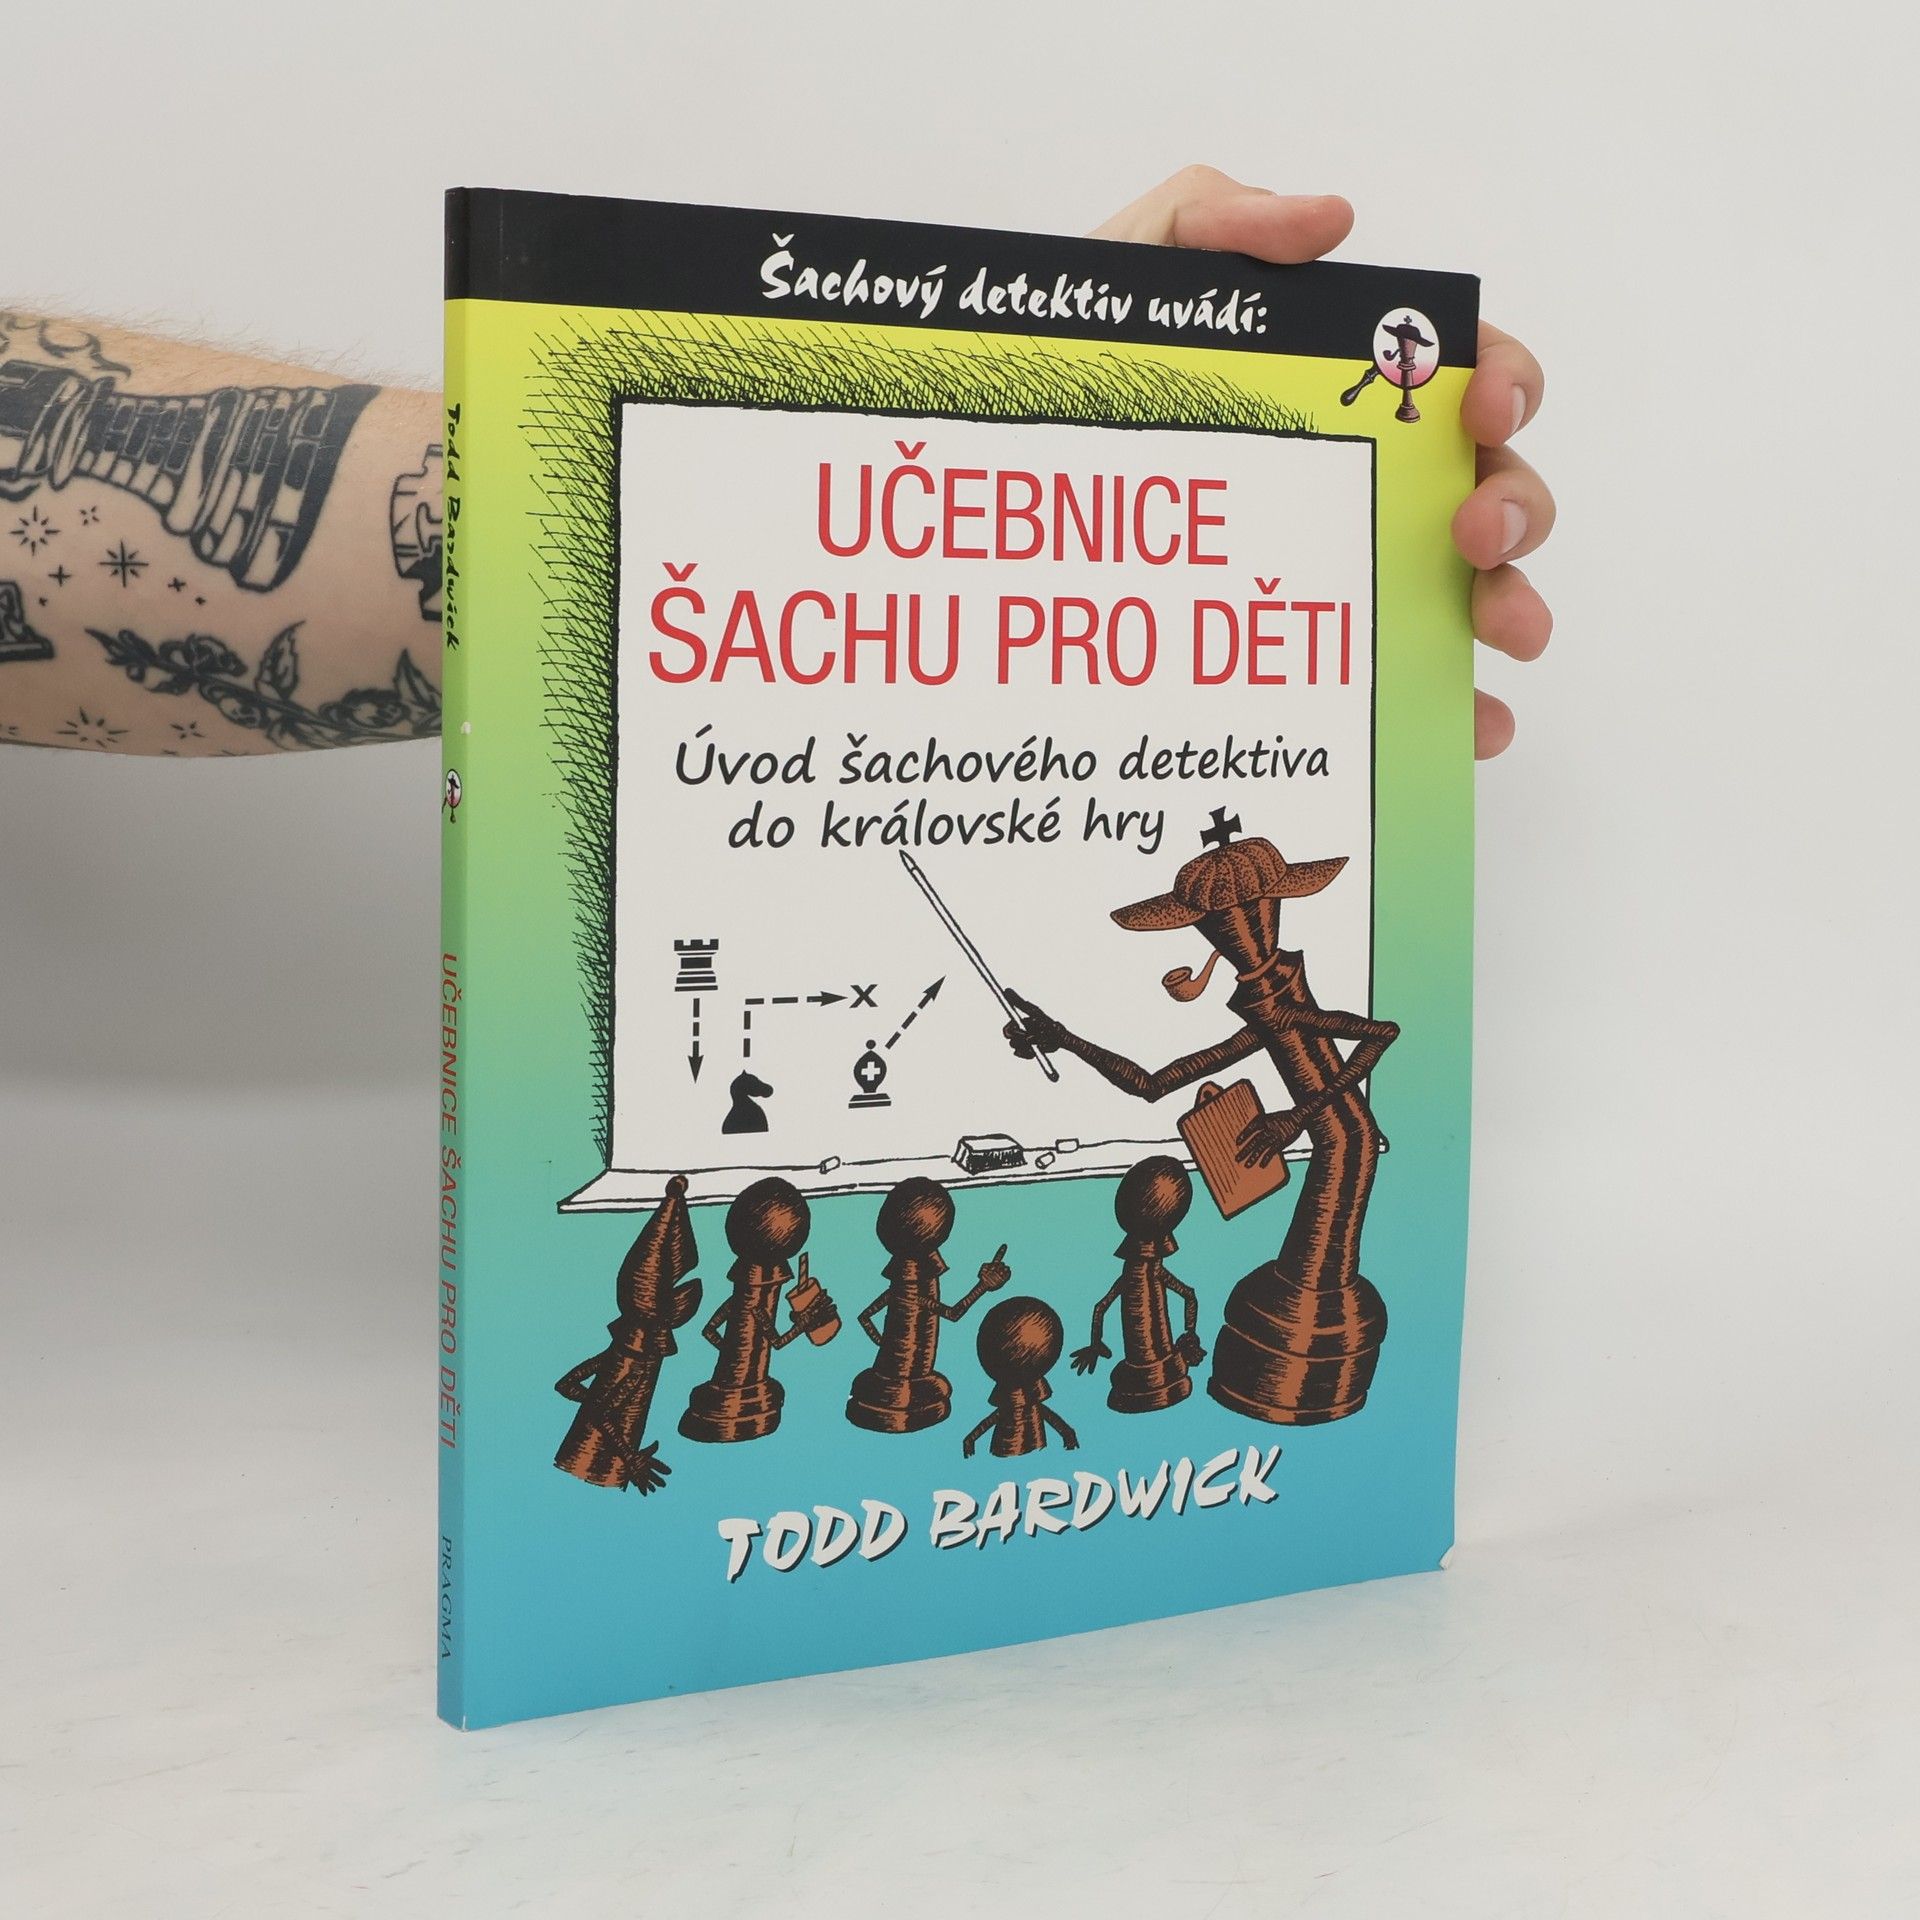 Šachový detektiv uvádí:
UČEBNICE
ŠACHU PRO DĚTI
Úvod šachového detektiva
do královské hry
x
TODD BARDWICK
Todd Bardwick
UČEBNICE ŠACHU PRO DĚTI
PRAGMA